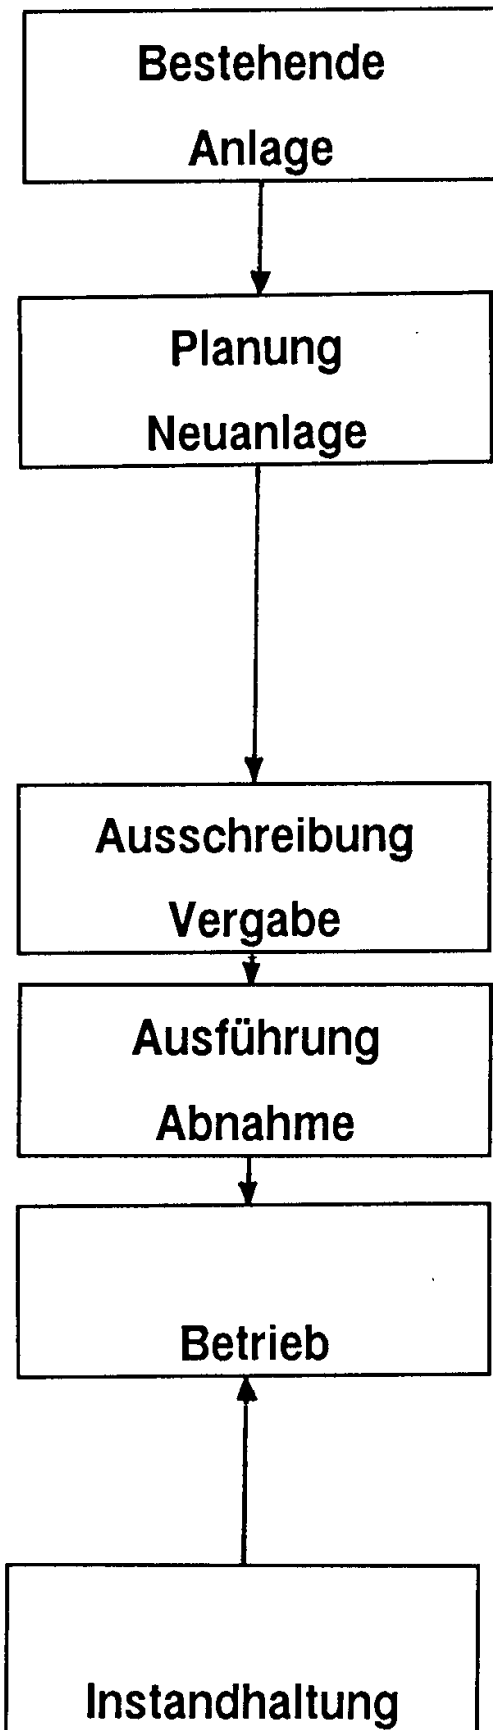 Bestehende
Anlage
Planung
Neuanlage
Ausschreibung
Vergabe
Ausführung
Abnahme
Betrieb
Instandhaltung